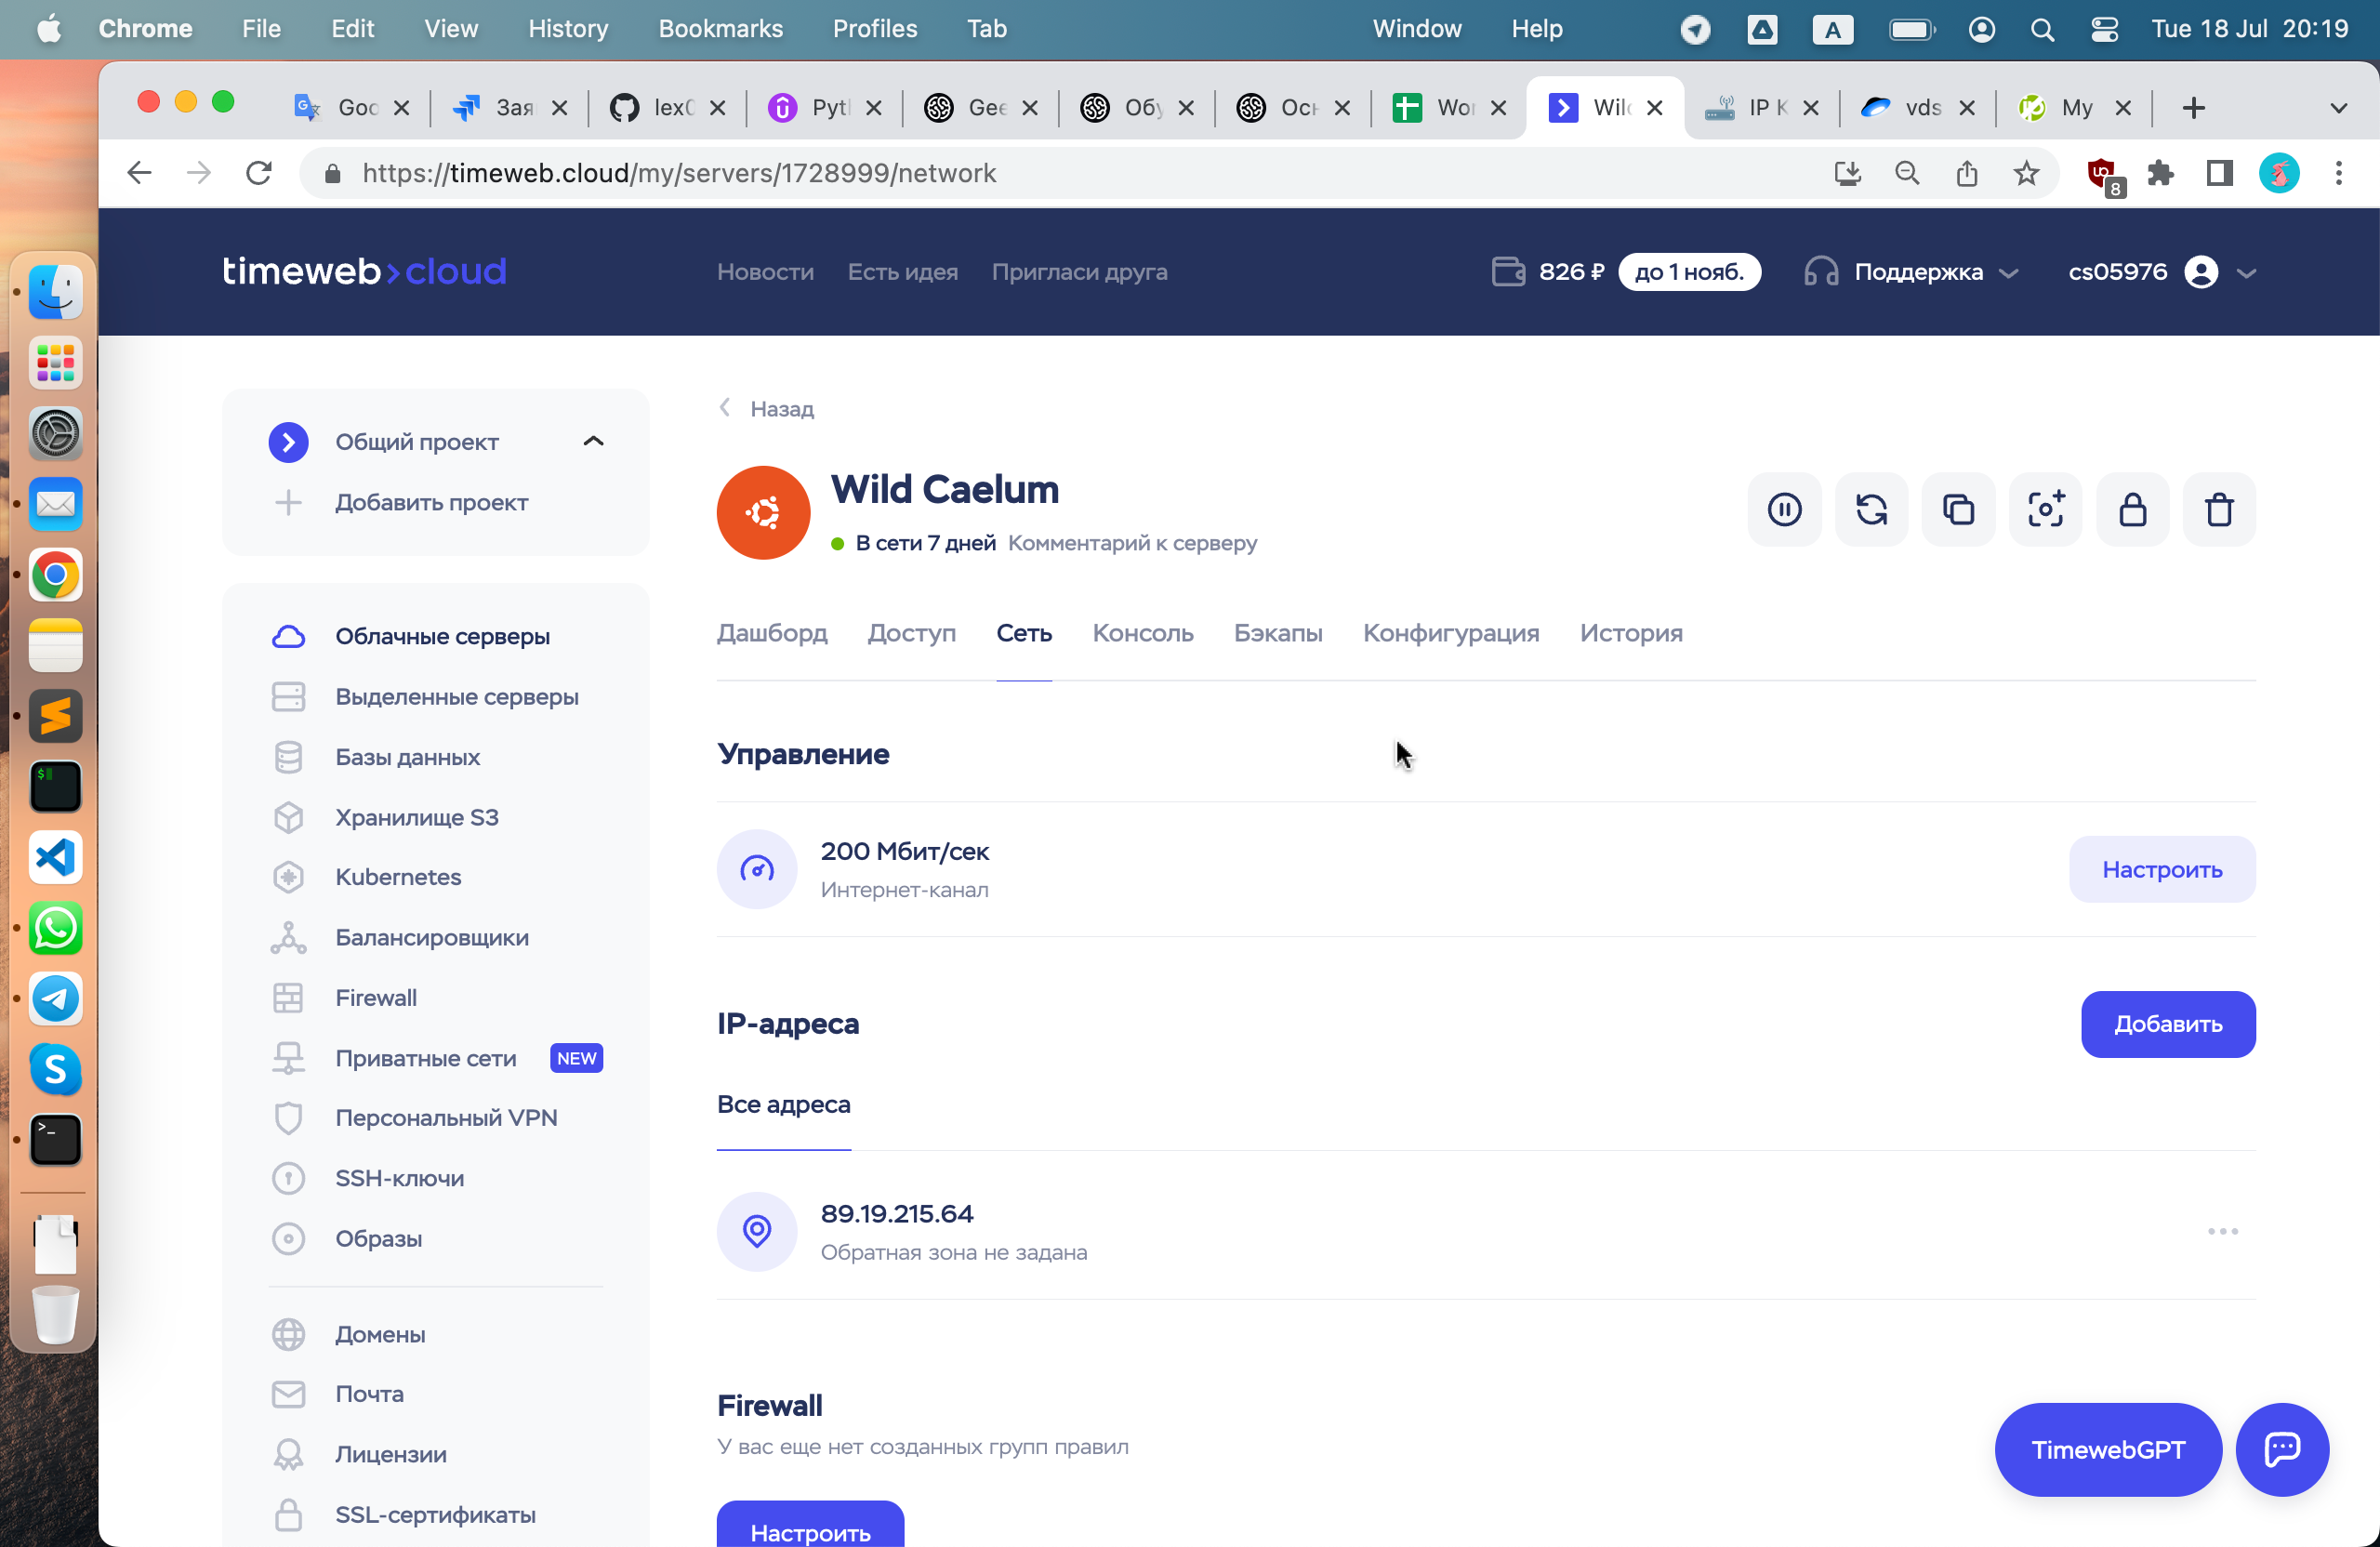 Chrome File Edit View History Bookmarks Profiles Tab Window Help A Tue 18 Jul 20:19
Goo Зая lex0 Pyth Gee Обу Осн Wor Wild IP K vds My
https://timeweb.cloud/my/servers/1728999/network
8
timeweb>cloud
Новости Есть идея Пригласи друга
826 ₽ до 1 нояб. Поддержка cs05976
Общий проект
Добавить проект
Облачные серверы
Выделенные серверы
Базы данных
Хранилище S3
Kubernetes
Балансировщики
Firewall
Приватные сети NEW
Персональный VPN
SSH-ключи
Образы
Домены
Почта
Лицензии
SSL-сертификаты
Назад
Wild Caelum
В сети 7 дней Комментарий к серверу
Дашборд Доступ Сеть Консоль Бэкапы Конфигурация История
Управление
200 Мбит/сек
Интернет-канал
Настроить
IP-адреса
Добавить
Все адреса
89.19.215.64
Обратная зона не задана
Firewall
У вас еще нет созданных групп правил
Настроить
TimewebGPT